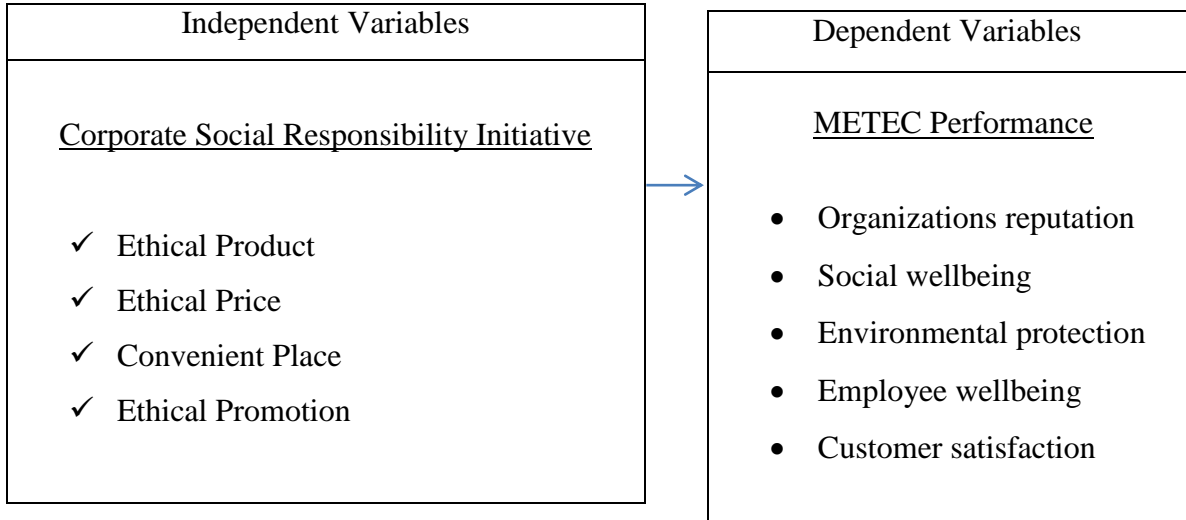 Independent Variables
Corporate Social Responsibility Initiative
✓ Ethical Product
✓ Ethical Price
✓ Convenient Place
✓ Ethical Promotion
Dependent Variables
METEC Performance
• Organizations reputation
• Social wellbeing
• Environmental protection
• Employee wellbeing
• Customer satisfaction